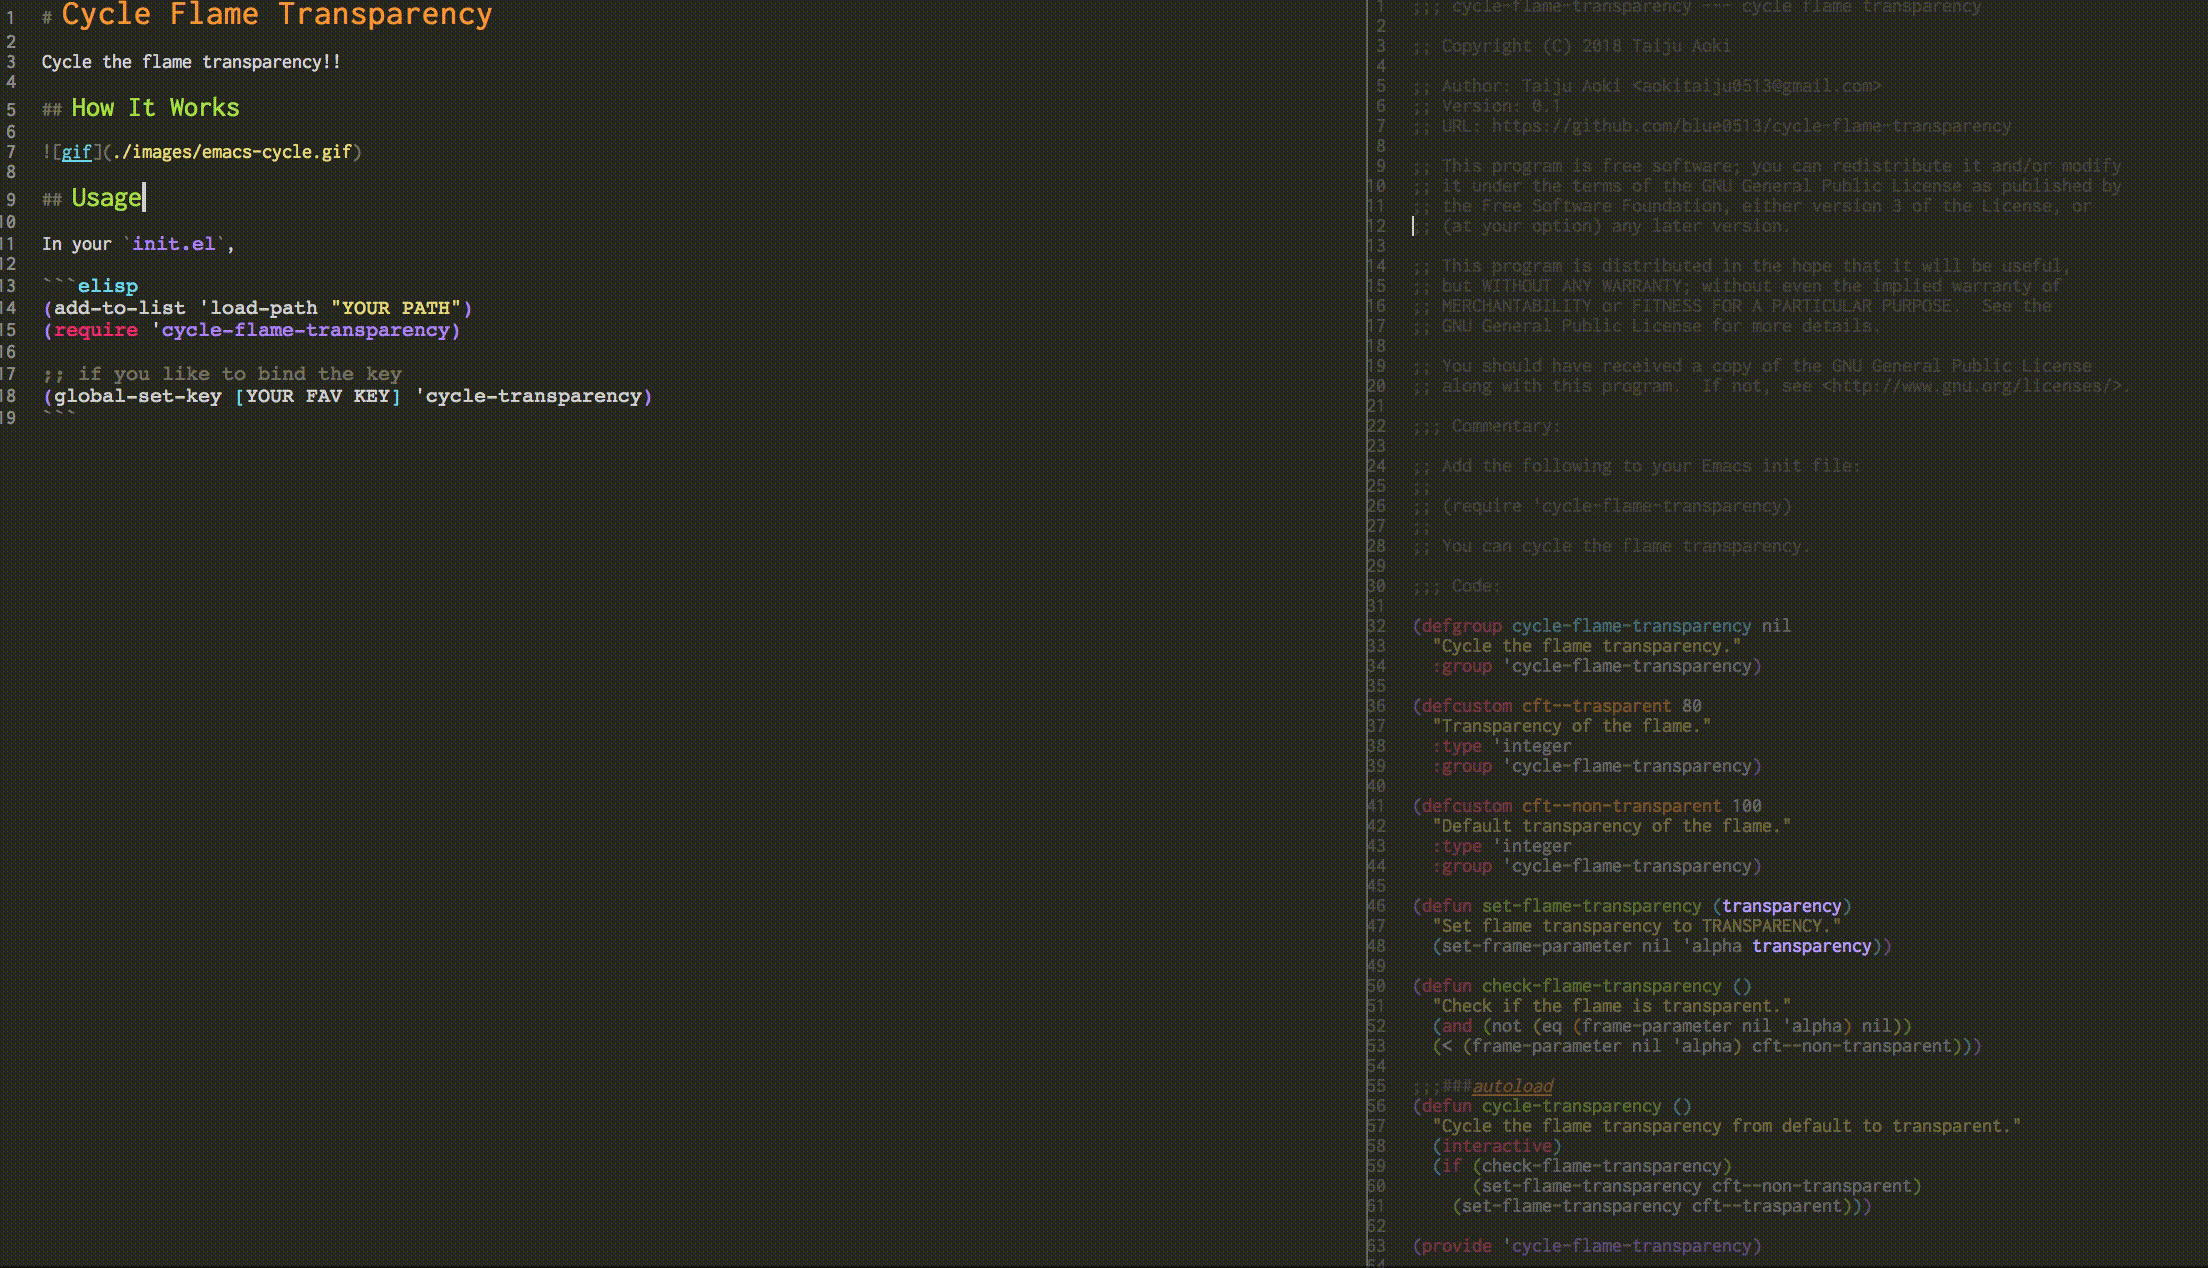 1 # Cycle Flame Transparency
2
3 Cycle the flame transparency!!
4
5 ## How It Works
6
7 ![gif](./images/emacs-cycle.gif)
8
9 ## Usage
10
11 In your `init.el`,
12
13 ```elisp
14 (add-to-list 'load-path "YOUR PATH")
15 (require 'cycle-flame-transparency)
16
17 ;; if you like to bind the key
18 (global-set-key [YOUR FAV KEY] 'cycle-transparency)
19 ```
1 ;;; cycle-flame-transparency --- cycle flame transparency
2
3 ;; Copyright (C) 2018 Taiju Aoki
4
5 ;; Author: Taiju Aoki <aokitaiju0513@gmail.com>
6 ;; Version: 0.1
7 ;; URL: https://github.com/blue0513/cycle-flame-transparency
8
9 ;; This program is free software; you can redistribute it and/or modify
10 ;; it under the terms of the GNU General Public License as published by
11 ;; the Free Software Foundation, either version 3 of the License, or
12 ;; (at your option) any later version.
13
14 ;; This program is distributed in the hope that it will be useful,
15 ;; but WITHOUT ANY WARRANTY; without even the implied warranty of
16 ;; MERCHANTABILITY or FITNESS FOR A PARTICULAR PURPOSE.  See the
17 ;; GNU General Public License for more details.
18
19 ;; You should have received a copy of the GNU General Public License
20 ;; along with this program.  If not, see <http://www.gnu.org/licenses/>.
21
22 ;;; Commentary:
23
24 ;; Add the following to your Emacs init file:
25 ;;
26 ;; (require 'cycle-flame-transparency)
27 ;;
28 ;; You can cycle the flame transparency.
29
30 ;;; Code:
31
32 (defgroup cycle-flame-transparency nil
33   "Cycle the flame transparency."
34   :group 'cycle-flame-transparency)
35
36 (defcustom cft--trasparent 80
37   "Transparency of the flame."
38   :type 'integer
39   :group 'cycle-flame-transparency)
40
41 (defcustom cft--non-transparent 100
42   "Default transparency of the flame."
43   :type 'integer
44   :group 'cycle-flame-transparency)
45
46 (defun set-flame-transparency (transparency)
47   "Set flame transparency to TRANSPARENCY."
48   (set-frame-parameter nil 'alpha transparency))
49
50 (defun check-flame-transparency ()
51   "Check if the flame is transparent."
52   (and (not (eq (frame-parameter nil 'alpha) nil))
53   (< (frame-parameter nil 'alpha) cft--non-transparent)))
54
55 ;;;###autoload
56 (defun cycle-transparency ()
57   "Cycle the flame transparency from default to transparent."
58   (interactive)
59   (if (check-flame-transparency)
60       (set-flame-transparency cft--non-transparent)
61     (set-flame-transparency cft--trasparent)))
62
63 (provide 'cycle-flame-transparency)
64